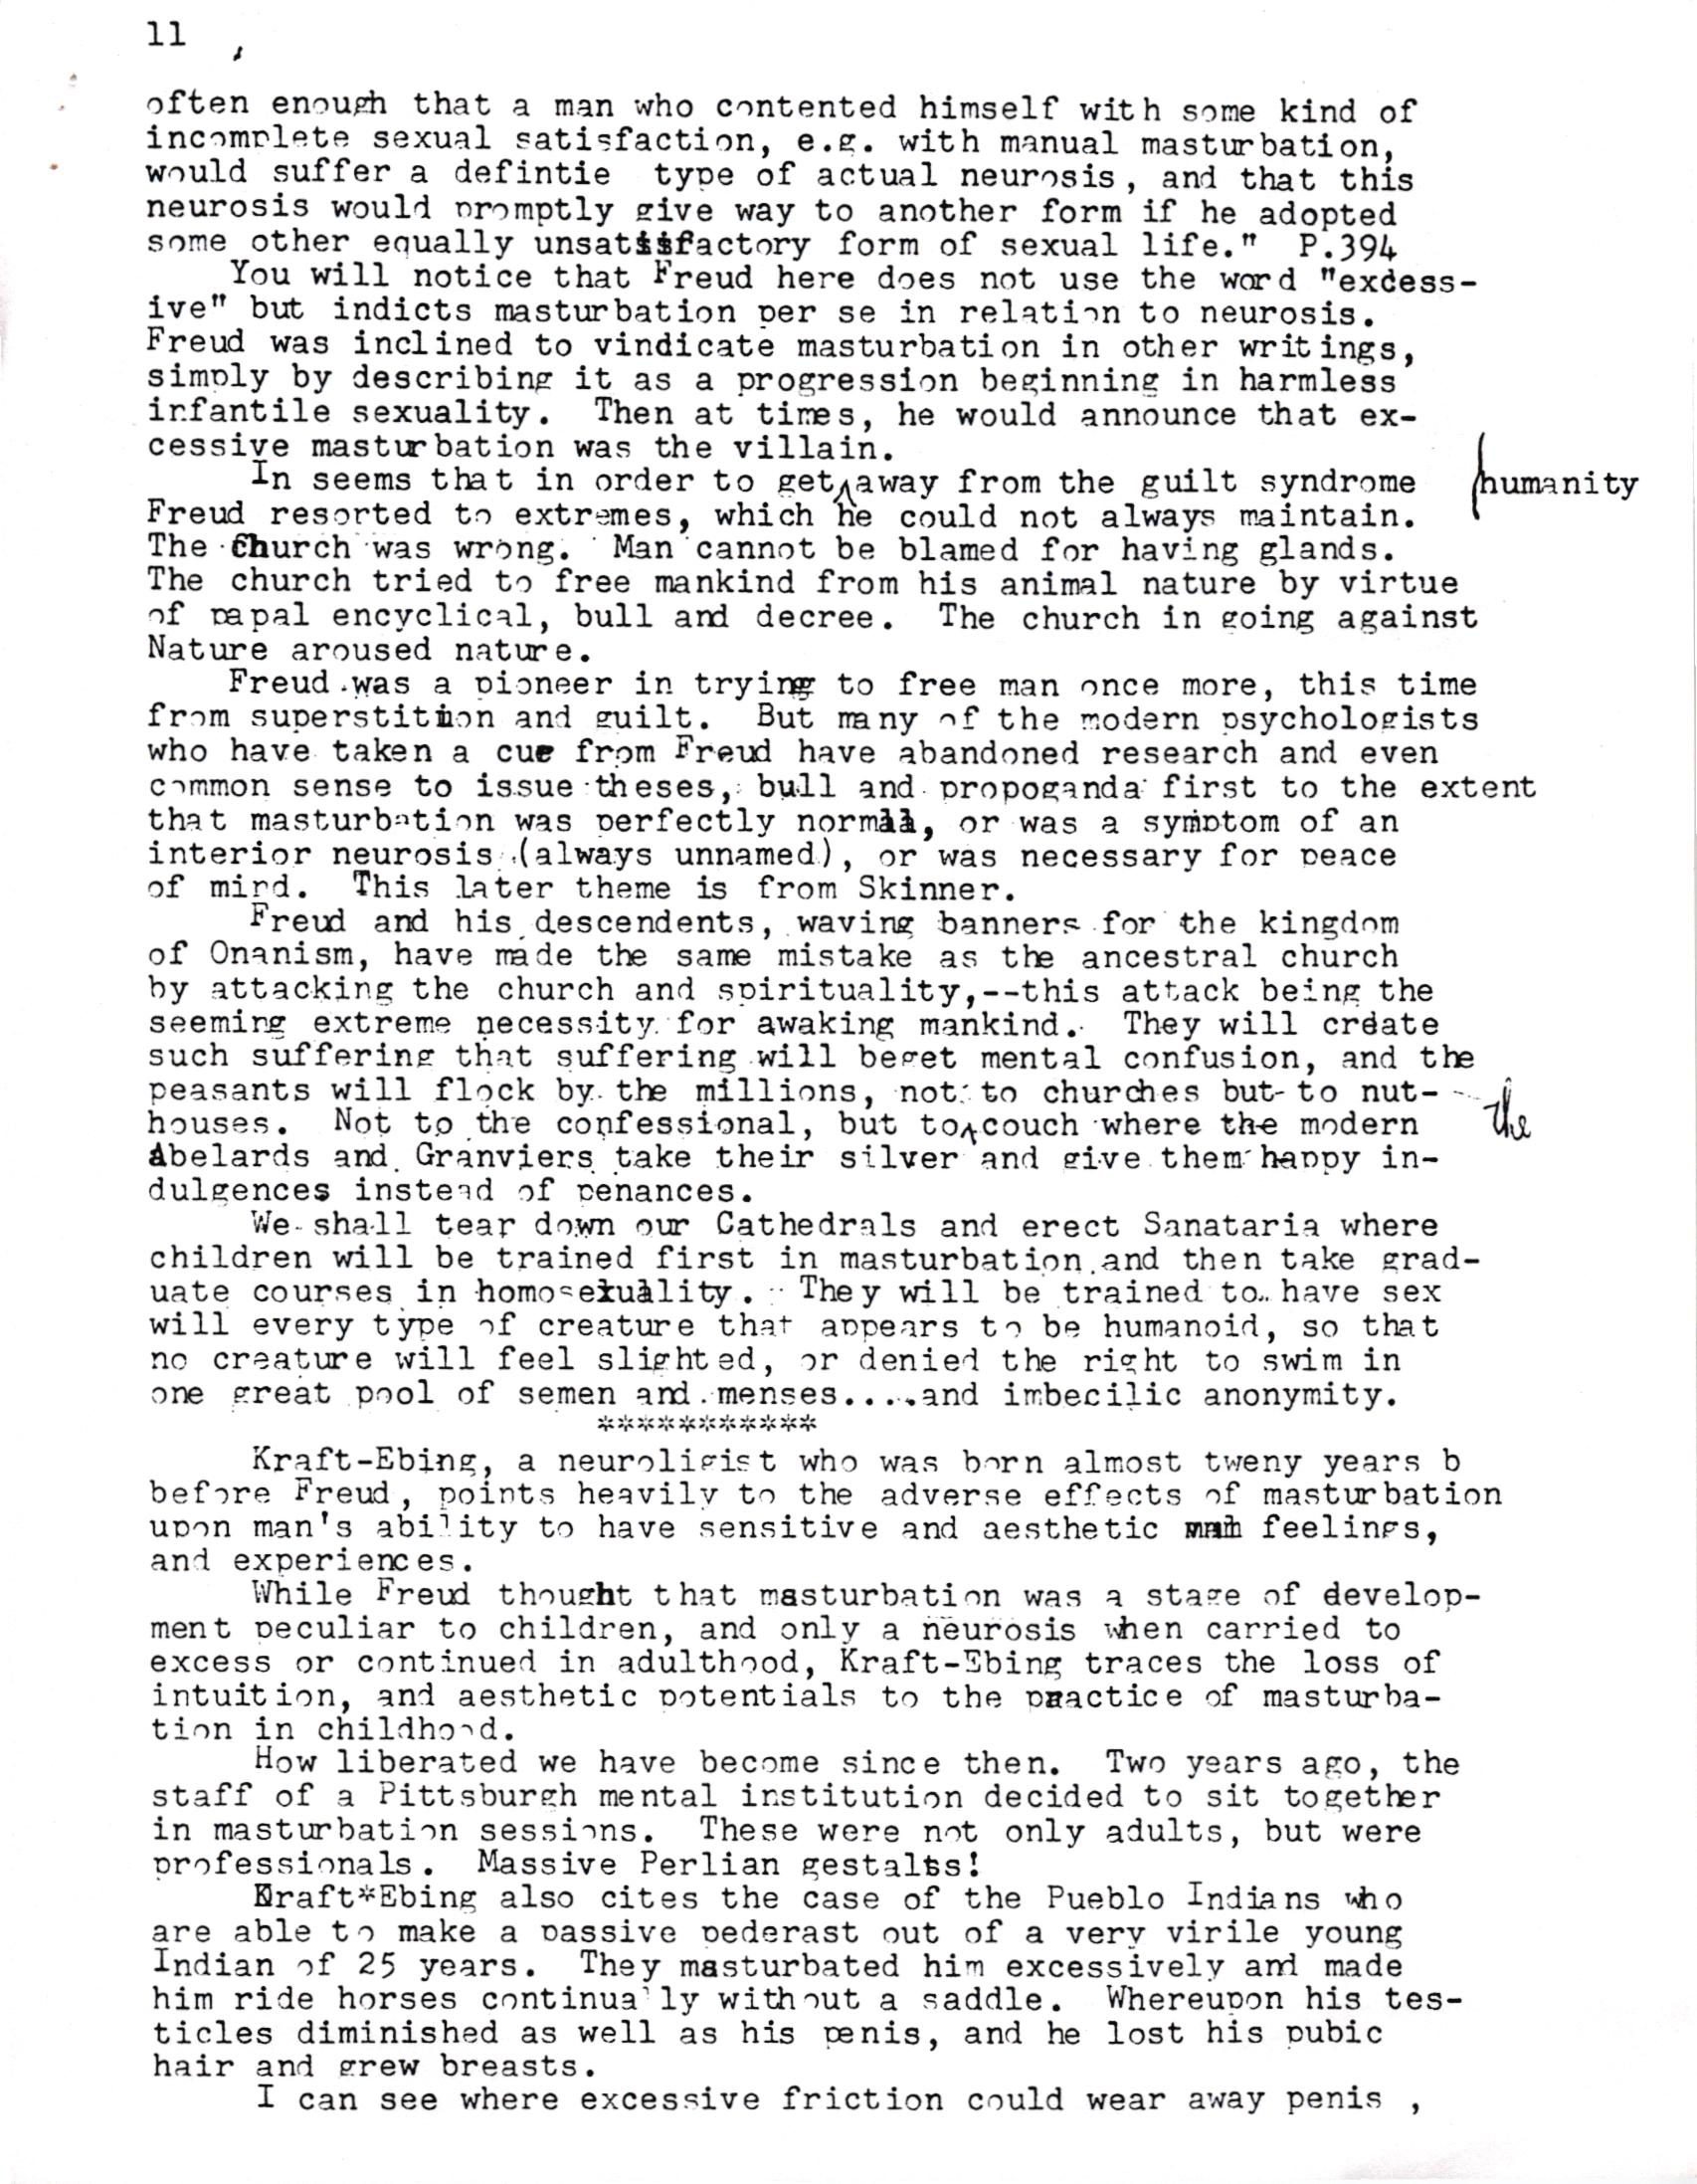 11
often enough that a man who contented himself with some kind of
incomplete sexual satisfaction, e.g. with manual masturbation,
would suffer a defintie type of actual neurosis, and that this
neurosis would promptly give way to another form if he adopted
some other equally unsatisfactory form of sexual life." P.394
You will notice that Freud here does not use the word "excess-
ive" but indicts masturbation per se in relation to neurosis.
Freud was inclined to vindicate masturbation in other writings,
simply by describing it as a progression beginning in harmless
infantile sexuality. Then at times, he would announce that ex-
cessive masturbation was the villain.
In seems that in order to get away from the guilt syndrome humanity
Freud resorted to extremes, which he could not always maintain.
The Church was wrong. Man cannot be blamed for having glands.
The church tried to free mankind from his animal nature by virtue
of papal encyclical, bull and decree. The church in going against
Nature aroused nature.
Freud was a pioneer in trying to free man once more, this time
from superstition and guilt. But many of the modern psychologists
who have taken a cue from Freud have abandoned research and even
common sense to issue theses, bull and propoganda first to the extent
that masturbation was perfectly normal, or was a symptom of an
interior neurosis (always unnamed), or was necessary for peace
of mind. This later theme is from Skinner.
Freud and his descendents, waving banners for the kingdom
of Onanism, have made the same mistake as the ancestral church
by attacking the church and spirituality,--this attack being the
seeming extreme necessity for awaking mankind. They will create
such suffering that suffering will beget mental confusion, and the
peasants will flock by the millions, not to churches but to nut-
houses. Not to the confessional, but to couch where the modern the
Abelards and Granviers take their silver and give them happy in-
dulgences instead of penances.
We shall tear down our Cathedrals and erect Sanataria where
children will be trained first in masturbation and then take grad-
uate courses in homosexuality. They will be trained to have sex
will every type of creature that appears to be humanoid, so that
no creature will feel slighted, or denied the right to swim in
one great pool of semen and menses.....and imbecilic anonymity.
***********
Kraft-Ebing, a neuroligist who was born almost tweny years b
before Freud, points heavily to the adverse effects of masturbation
upon man's ability to have sensitive and aesthetic feelings,
and experiences.
While Freud thought that masturbation was a stage of develop-
ment peculiar to children, and only a neurosis when carried to
excess or continued in adulthood, Kraft-Ebing traces the loss of
intuition, and aesthetic potentials to the practice of masturba-
tion in childhood.
How liberated we have become since then. Two years ago, the
staff of a Pittsburgh mental institution decided to sit together
in masturbation sessions. These were not only adults, but were
professionals. Massive Perlian gestalts!
Kraft*Ebing also cites the case of the Pueblo Indians who
are able to make a passive pederast out of a very virile young
Indian of 25 years. They masturbated him excessively and made
him ride horses continually without a saddle. Whereupon his tes-
ticles diminished as well as his penis, and he lost his pubic
hair and grew breasts.
I can see where excessive friction could wear away penis ,